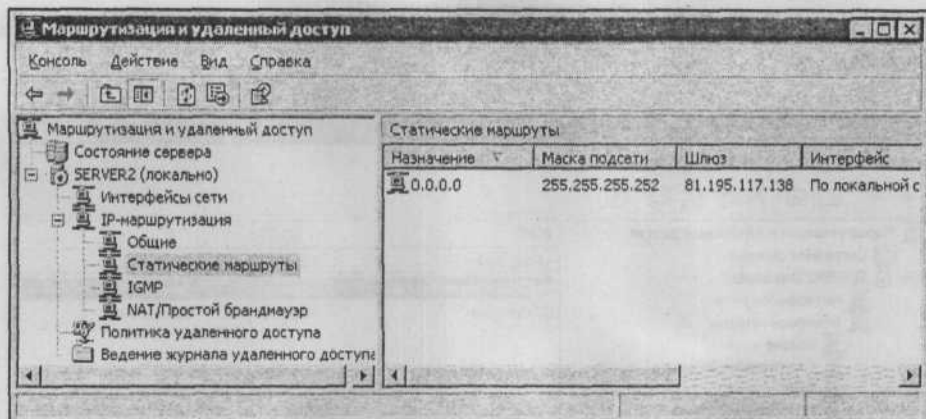 Маршрутизация и удаленный доступ
Консоль Действие Вид Справка
Маршрутизация и удаленный доступ
Состояние сервера
SERVER2 (локально)
Интерфейсы сети
IP-маршрутизация
Общие
Статические маршруты
IGMP
NAT/Простой брандмауэр
Политика удаленного доступа
Ведение журнала удаленного доступа
Статические маршруты
Назначение Маска подсети Шлюз Интерфейс
0.0.0.0 255.255.255.252 81.195.117.138 По локальной с